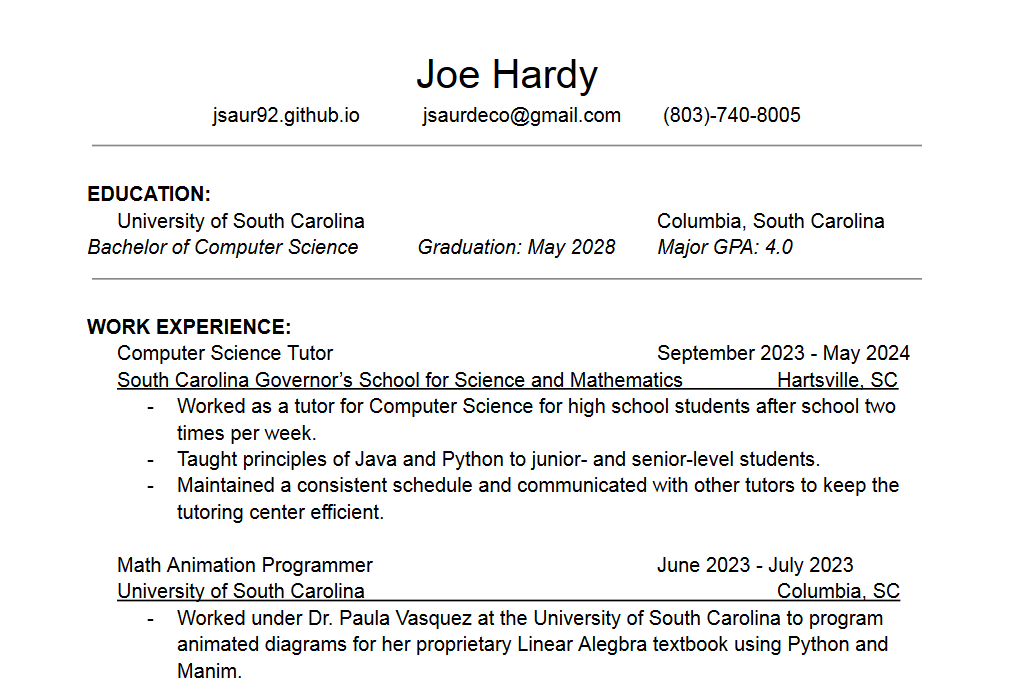 Joe Hardy
jsaur92.github.io jsaurdeco@gmail.com (803)-740-8005
EDUCATION:
University of South Carolina Columbia, South Carolina
Bachelor of Computer Science Graduation: May 2028 Major GPA: 4.0
WORK EXPERIENCE:
Computer Science Tutor September 2023 - May 2024
South Carolina Governor’s School for Science and Mathematics Hartsville, SC
- Worked as a tutor for Computer Science for high school students after school two
times per week.
- Taught principles of Java and Python to junior- and senior-level students.
- Maintained a consistent schedule and communicated with other tutors to keep the
tutoring center efficient.
Math Animation Programmer June 2023 - July 2023
University of South Carolina Columbia, SC
- Worked under Dr. Paula Vasquez at the University of South Carolina to program
animated diagrams for her proprietary Linear Alegbra textbook using Python and
Manim.